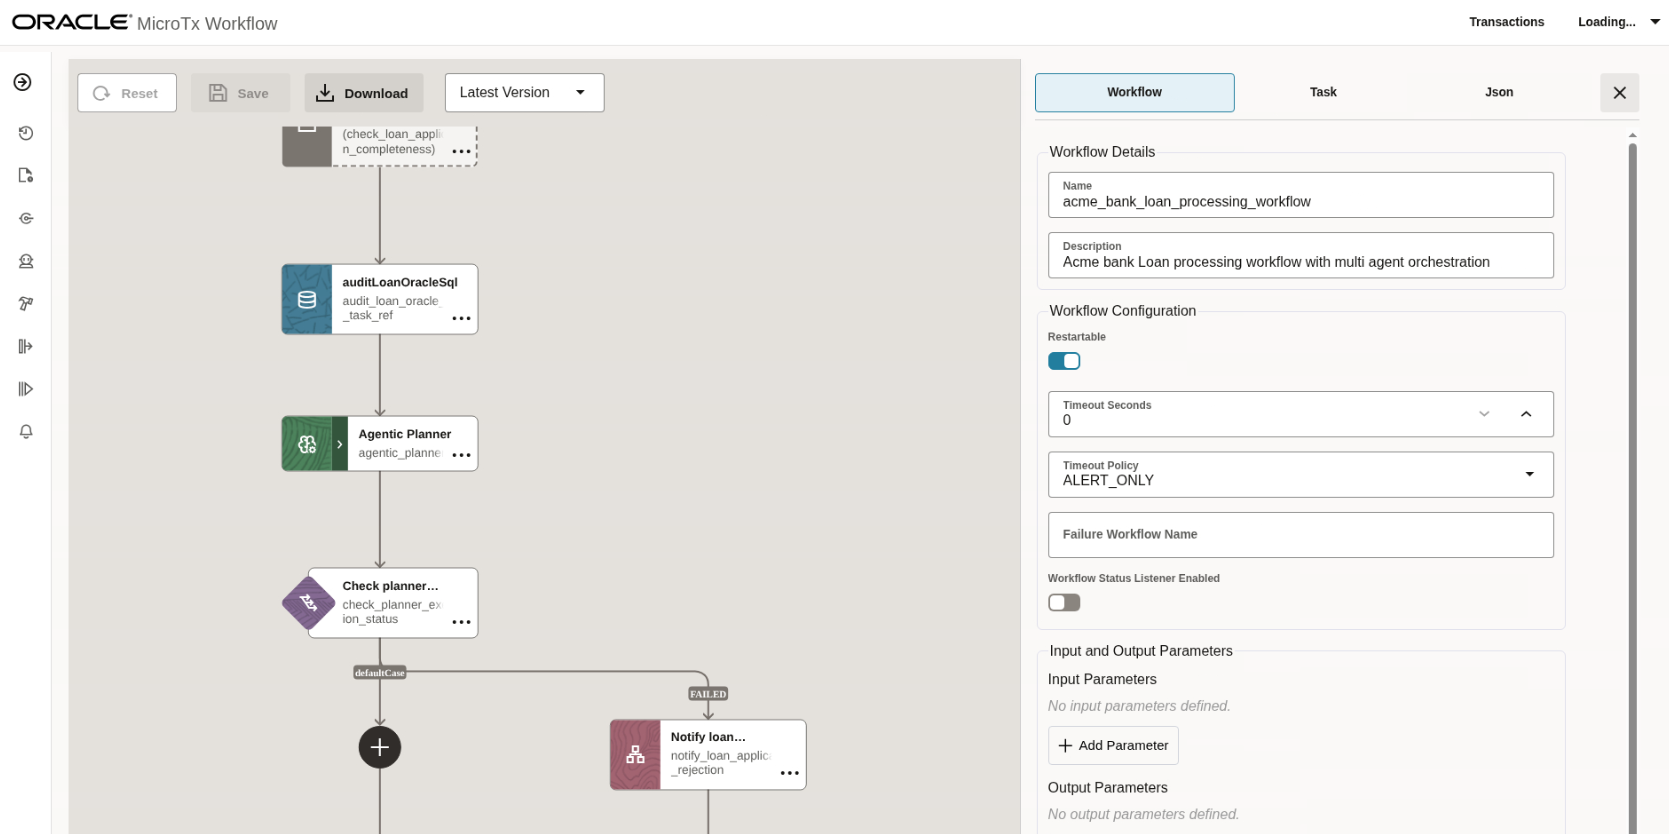 ORACLE MicroTx Workflow
Transactions
Loading...
Reset
Save
Download
Latest Version
Workflow
Task
Json
(check_loan_appli
n_completeness)
auditLoanOracleSql
audit_loan_oracle_
_task_ref
Agentic Planner
agentic_planne
Check planner...
check_planner_ex
ion_status
defaultCase
FAILED
Notify loan...
notify_loan_applic
_rejection
Workflow Details
Name
acme_bank_loan_processing_workflow
Description
Acme bank Loan processing workflow with multi agent orchestration
Workflow Configuration
Restartable
Timeout Seconds
0
Timeout Policy
ALERT_ONLY
Failure Workflow Name
Workflow Status Listener Enabled
Input and Output Parameters
Input Parameters
No input parameters defined.
Add Parameter
Output Parameters
No output parameters defined.